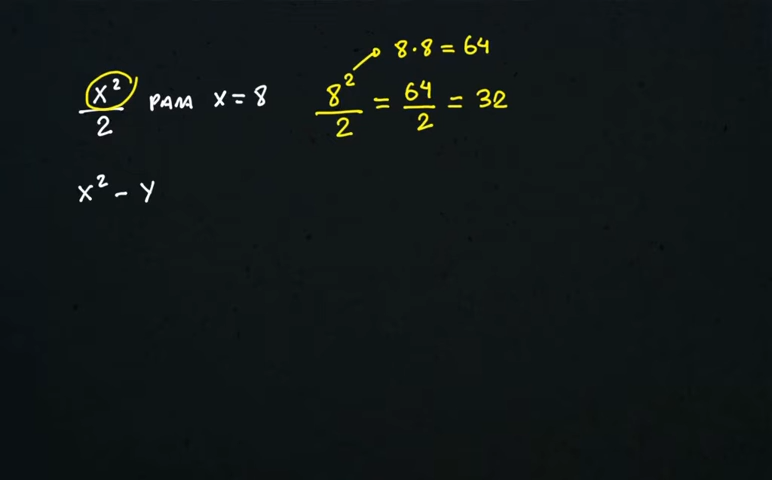 8·8=64
x²/2 PARA x=8 8²/2 = 64/2 = 32
x² - y